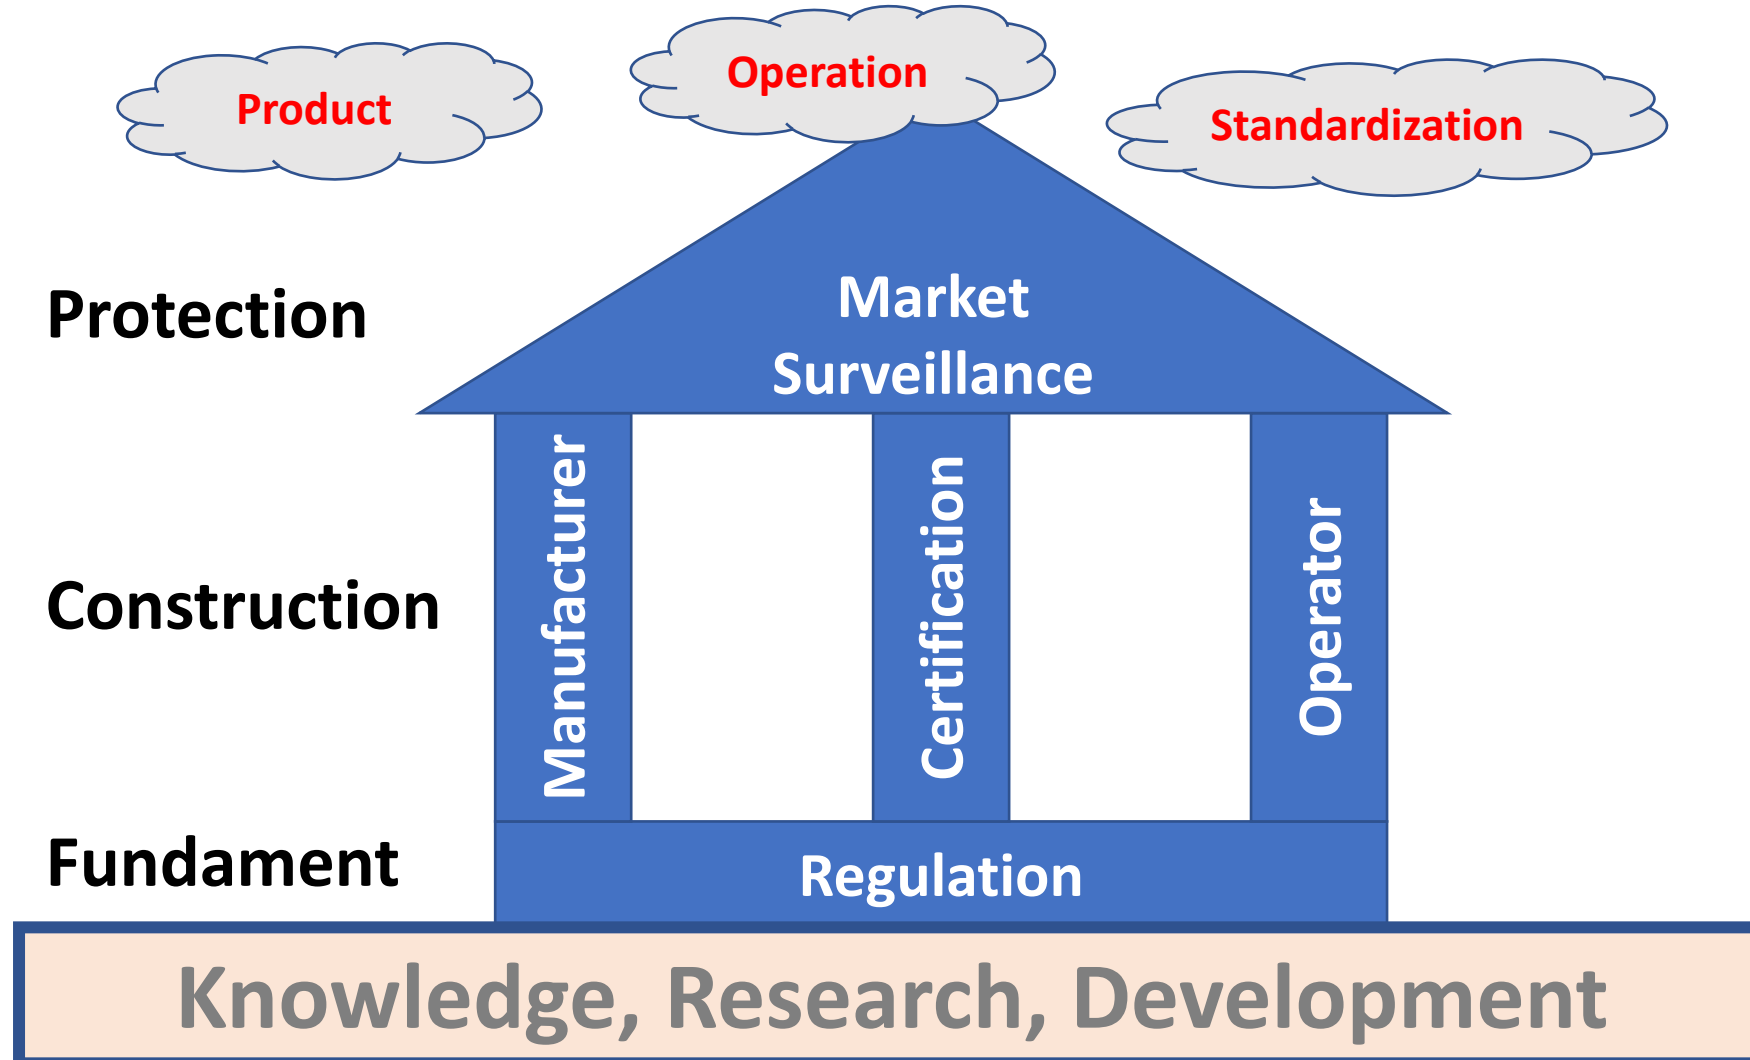 Product
Operation
Standardization
Protection
Market
Surveillance
Construction
Manufacturer
Certification
Operator
Fundament
Regulation
Knowledge, Research, Development